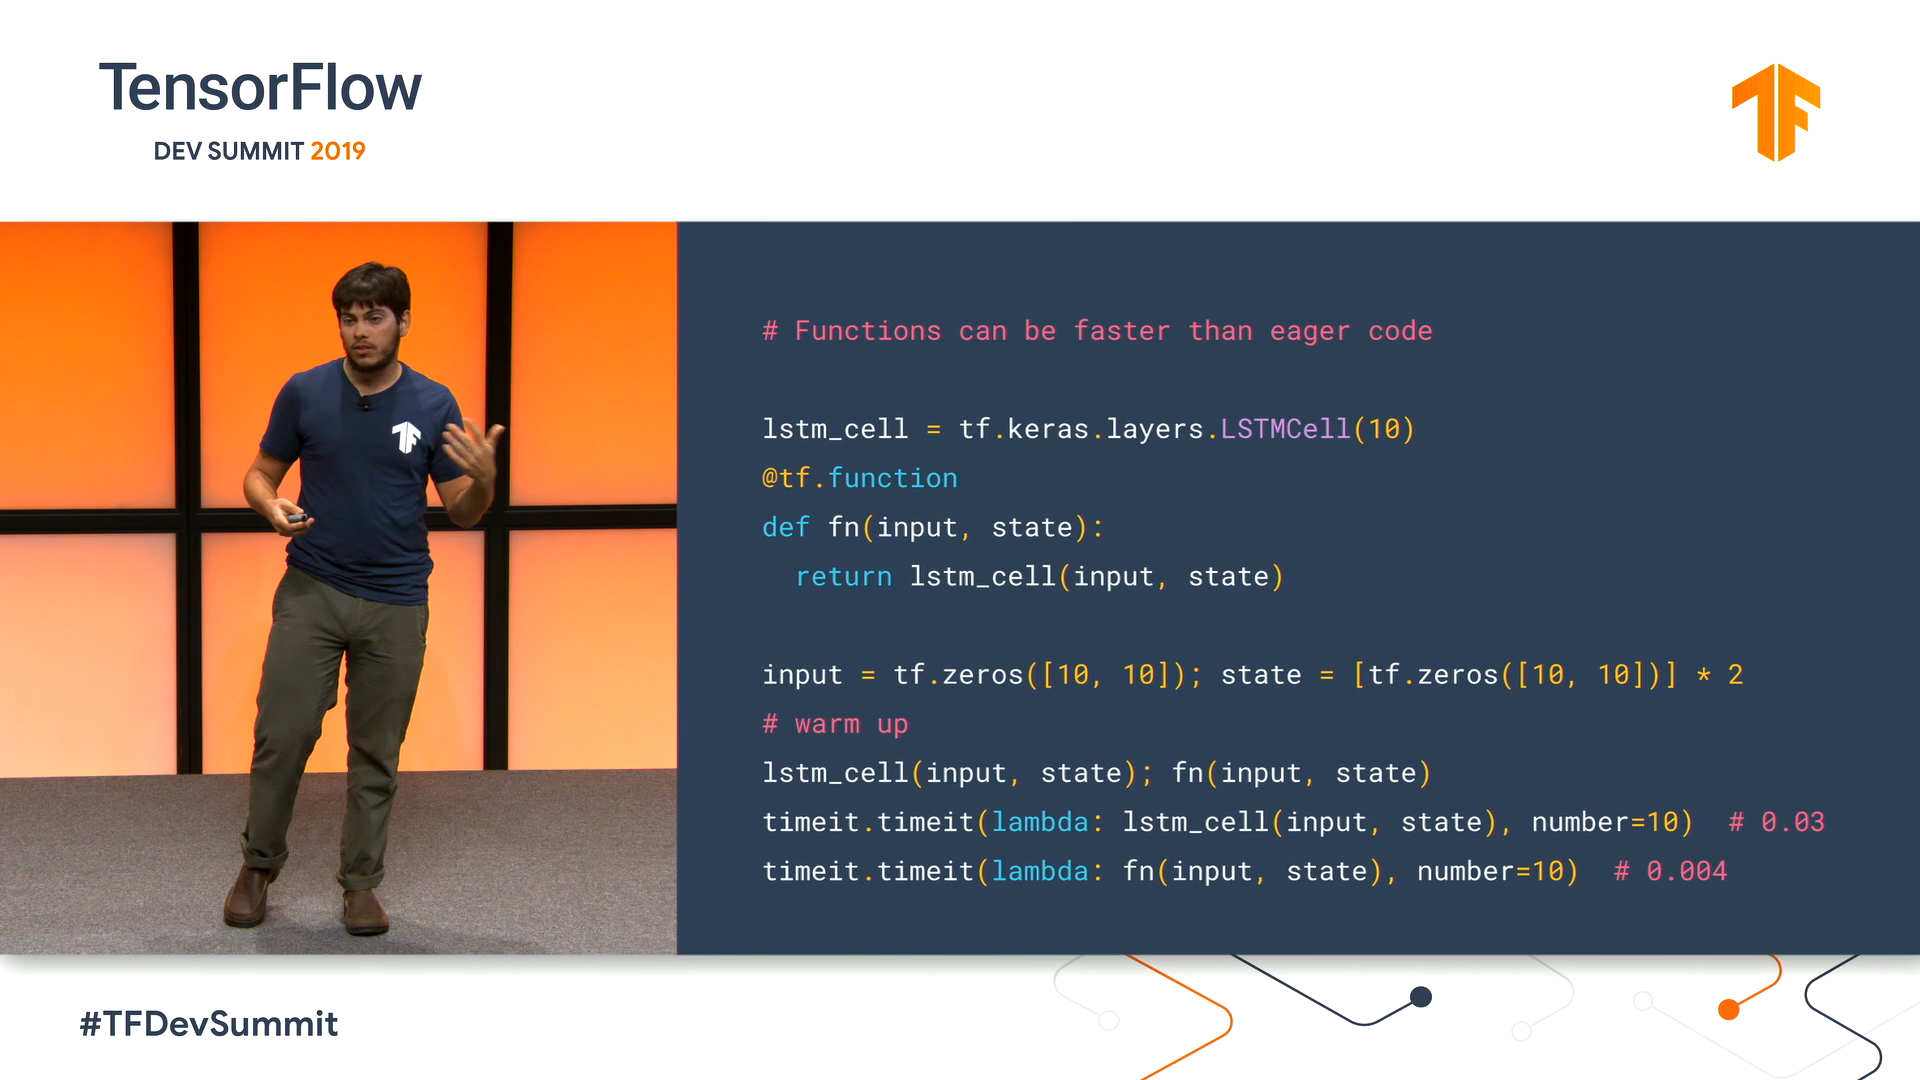 TensorFlow
DEV SUMMIT 2019
TF
TF
# Functions can be faster than eager code
lstm_cell = tf.keras.layers.LSTMCell(10)
@tf.function
def fn(input, state):
  return lstm_cell(input, state)
input = tf.zeros([10, 10]); state = [tf.zeros([10, 10])] * 2
# warm up
lstm_cell(input, state); fn(input, state)
timeit.timeit(lambda: lstm_cell(input, state), number=10)  # 0.03
timeit.timeit(lambda: fn(input, state), number=10)  # 0.004
#TFDevSummit